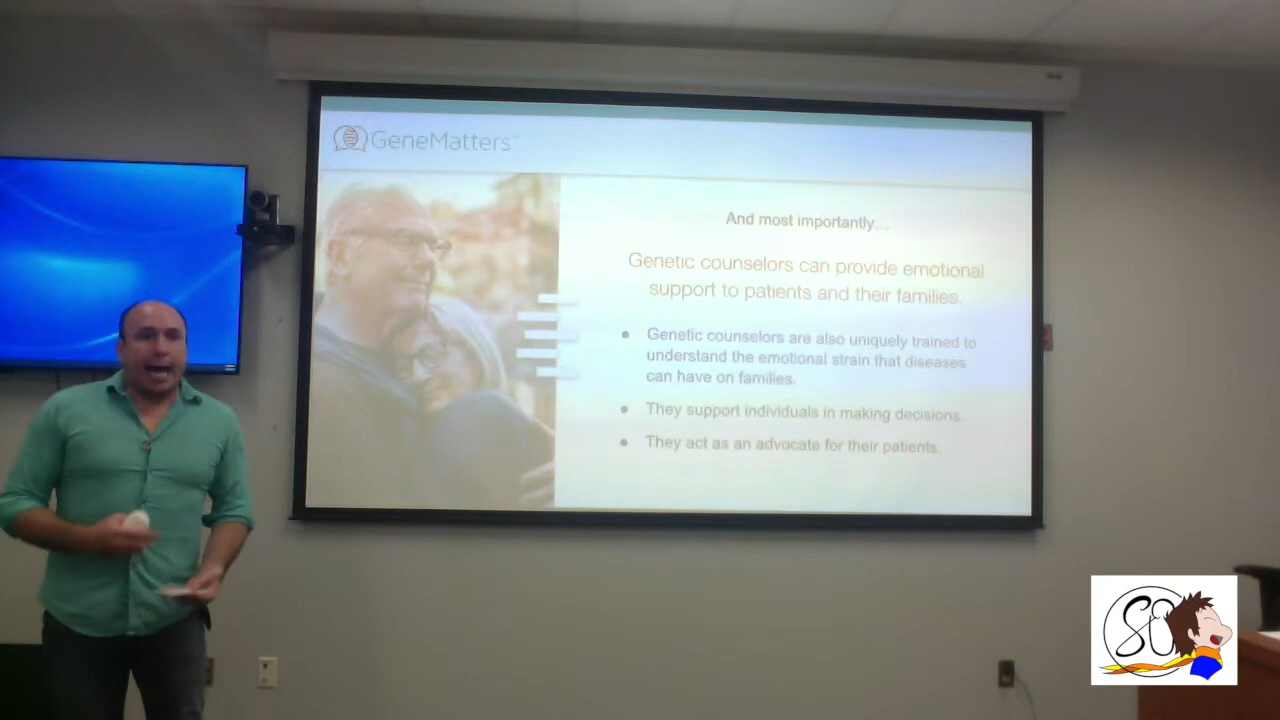 GeneMatters
And most importantly...
Genetic counselors can provide emotional
support to patients and their families.
• Genetic counselors are also uniquely trained to
understand the emotional strain that diseases
can have on families.
• They support individuals in making decisions.
• They act as an advocate for their patients.